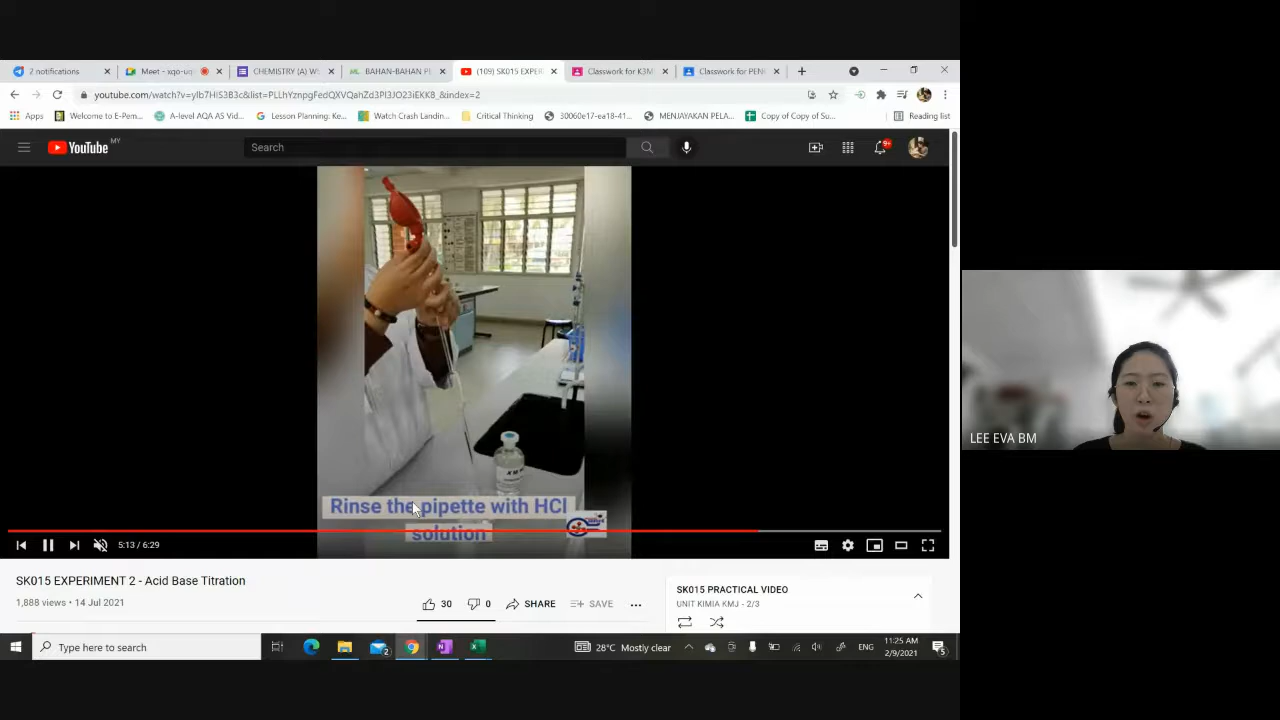 2 notifications
Meet - xqo-uq
CHEMISTRY (A) W
BAHAN-BAHAN P
(109) SK015 EXPERI
Classwork for K3M
Classwork for PEN
youtube.com/watch?v=ylb7HiS3B3c&list=PLLhYznpgFedQXVQahZd3Pl3JO23iEKK8_&index=2
Apps
Welcome to E-Pem...
A-level AQA AS Vid...
Lesson Planning: Ke...
Watch Crash Landin...
Critical Thinking
30060e17-ea18-41...
MENJAYAKAN PELA...
Copy of Copy of Su...
Reading list
YouTube MY
Search
9+
Rinse the pipette with HCl
solution
5:13 / 6:29
SK015 EXPERIMENT 2 - Acid Base Titration
1,888 views • 14 Jul 2021
30
0
SHARE
SAVE
SK015 PRACTICAL VIDEO
UNIT KIMIA KMJ - 2/3
Type here to search
2
28°C Mostly clear
ENG
11:25 AM
2/9/2021
5
LEE EVA BM